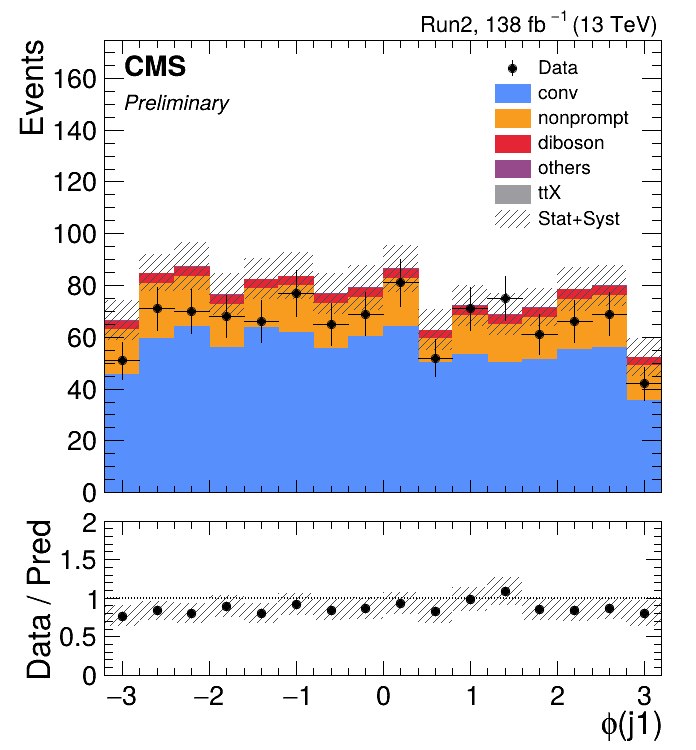 Run2, 138 fb⁻¹ (13 TeV)
CMS
Preliminary
Data
conv
nonprompt
diboson
others
ttX
Stat+Syst
Events
160
140
120
100
80
60
40
20
0
Data / Pred
2
1.5
1
0.5
0
−3 −2 −1 0 1 2 3
ϕ(j1)